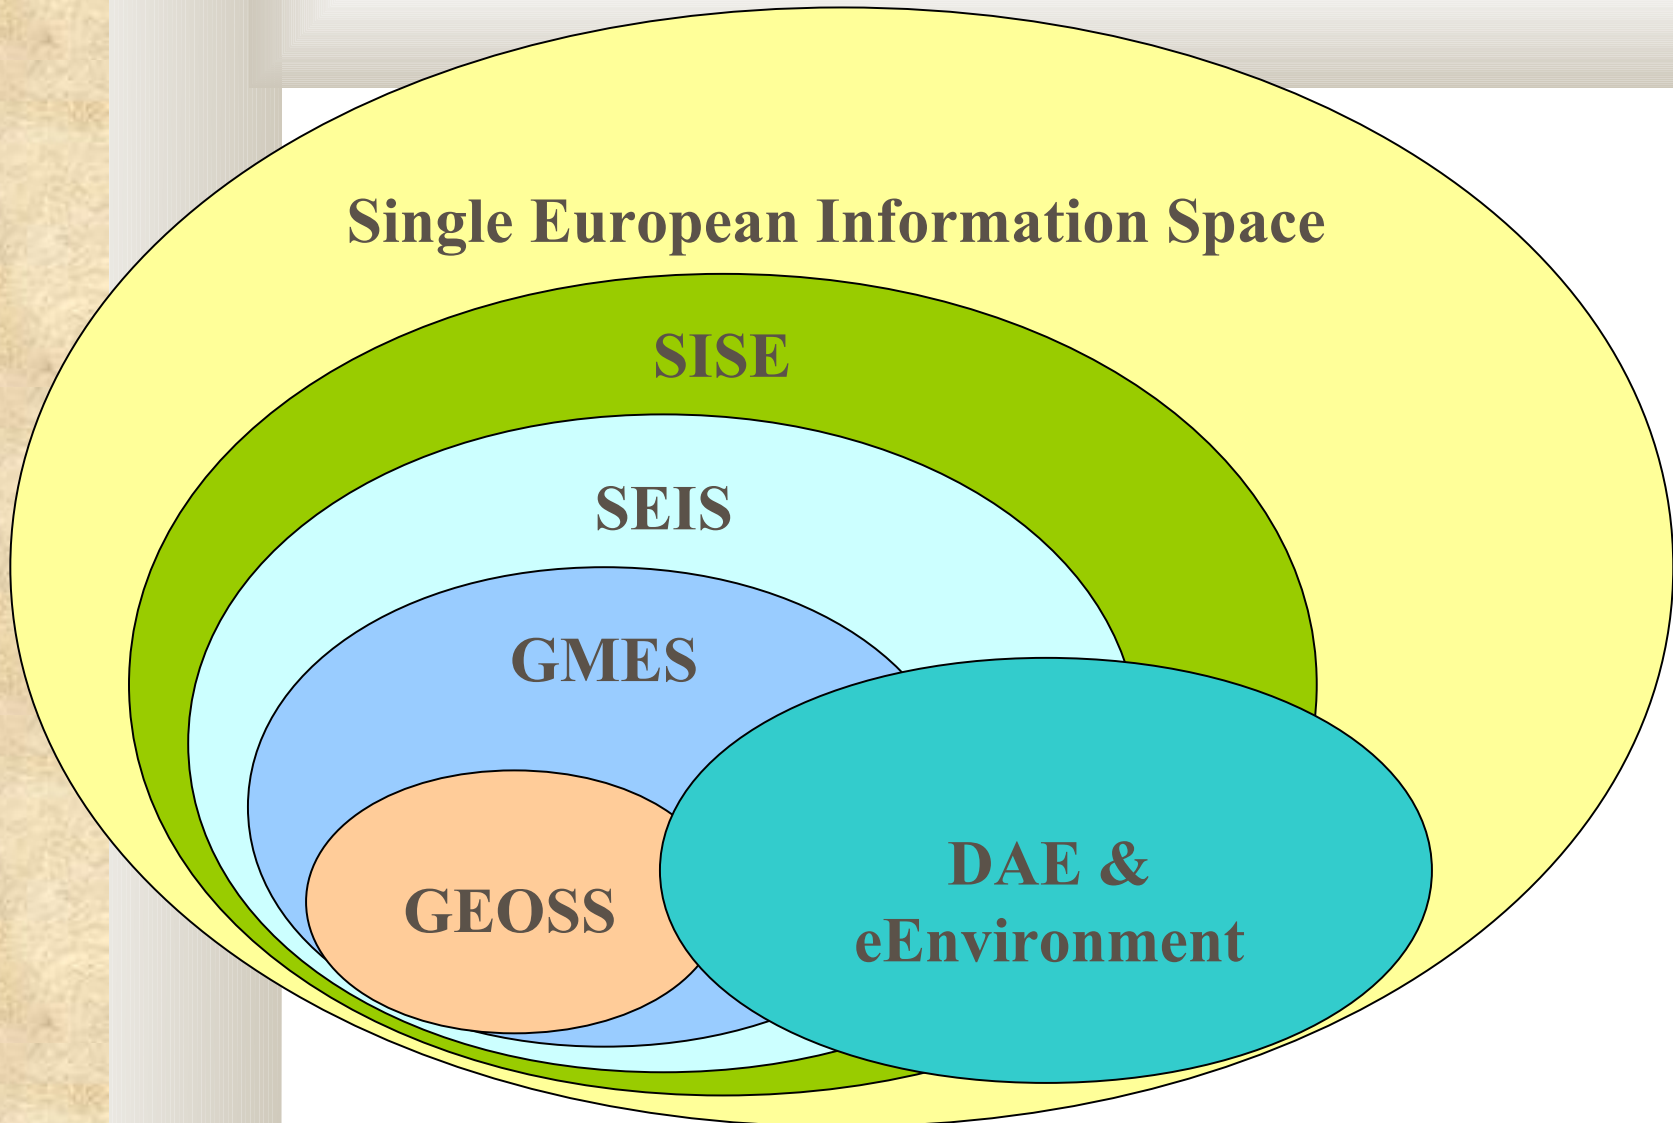 Single European Information Space
SISE
SEIS
GMES
GEOSS
DAE &
eEnvironment